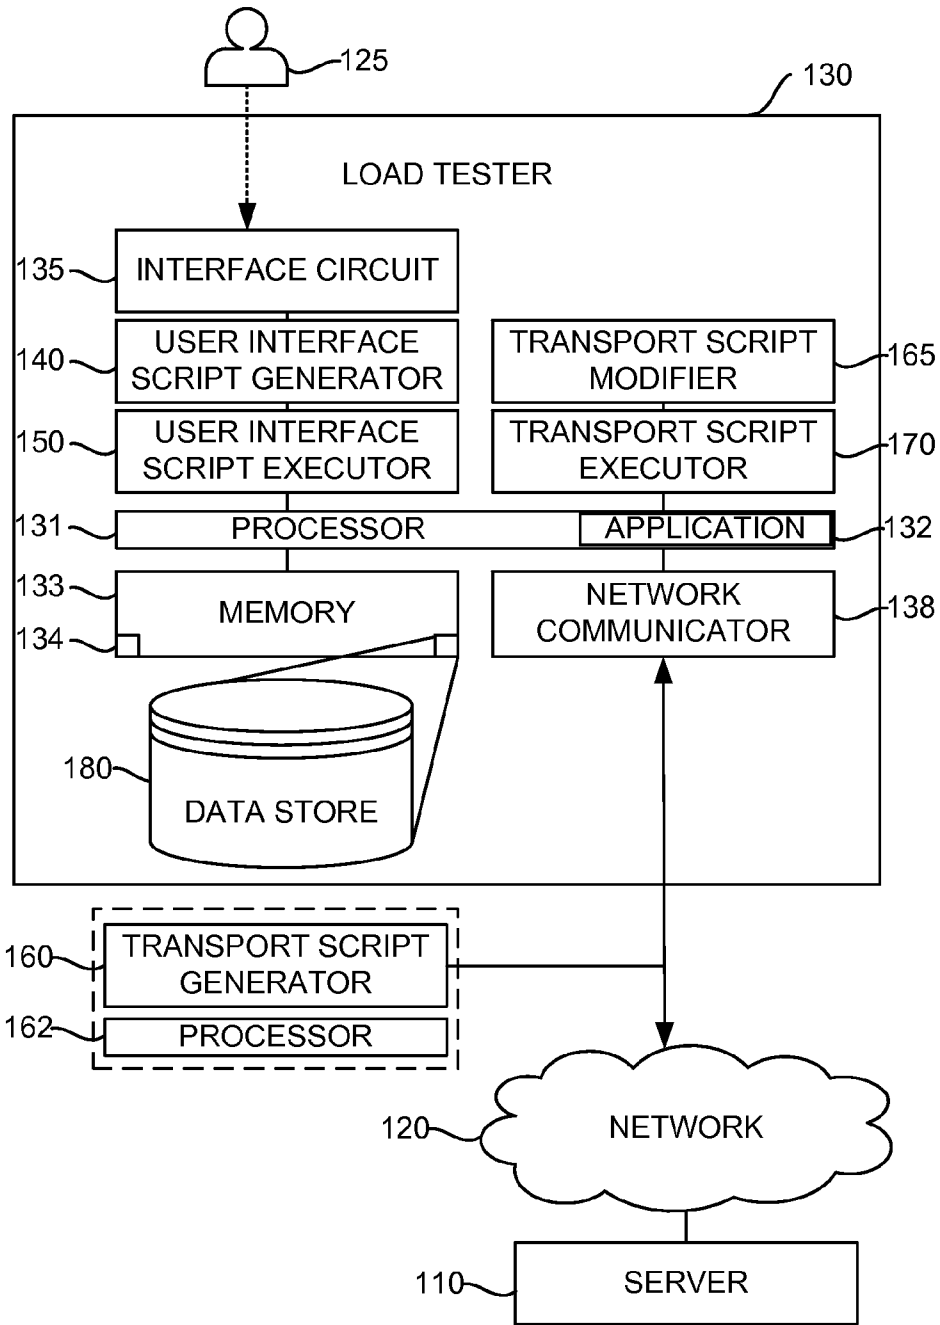 125
130
LOAD TESTER
135
INTERFACE CIRCUIT
140
USER INTERFACE
SCRIPT GENERATOR
TRANSPORT SCRIPT
MODIFIER
165
150
USER INTERFACE
SCRIPT EXECUTOR
TRANSPORT SCRIPT
EXECUTOR
170
131
PROCESSOR
APPLICATION
132
133
MEMORY
134
NETWORK
COMMUNICATOR
138
180
DATA STORE
160
TRANSPORT SCRIPT
GENERATOR
162
PROCESSOR
120
NETWORK
110
SERVER